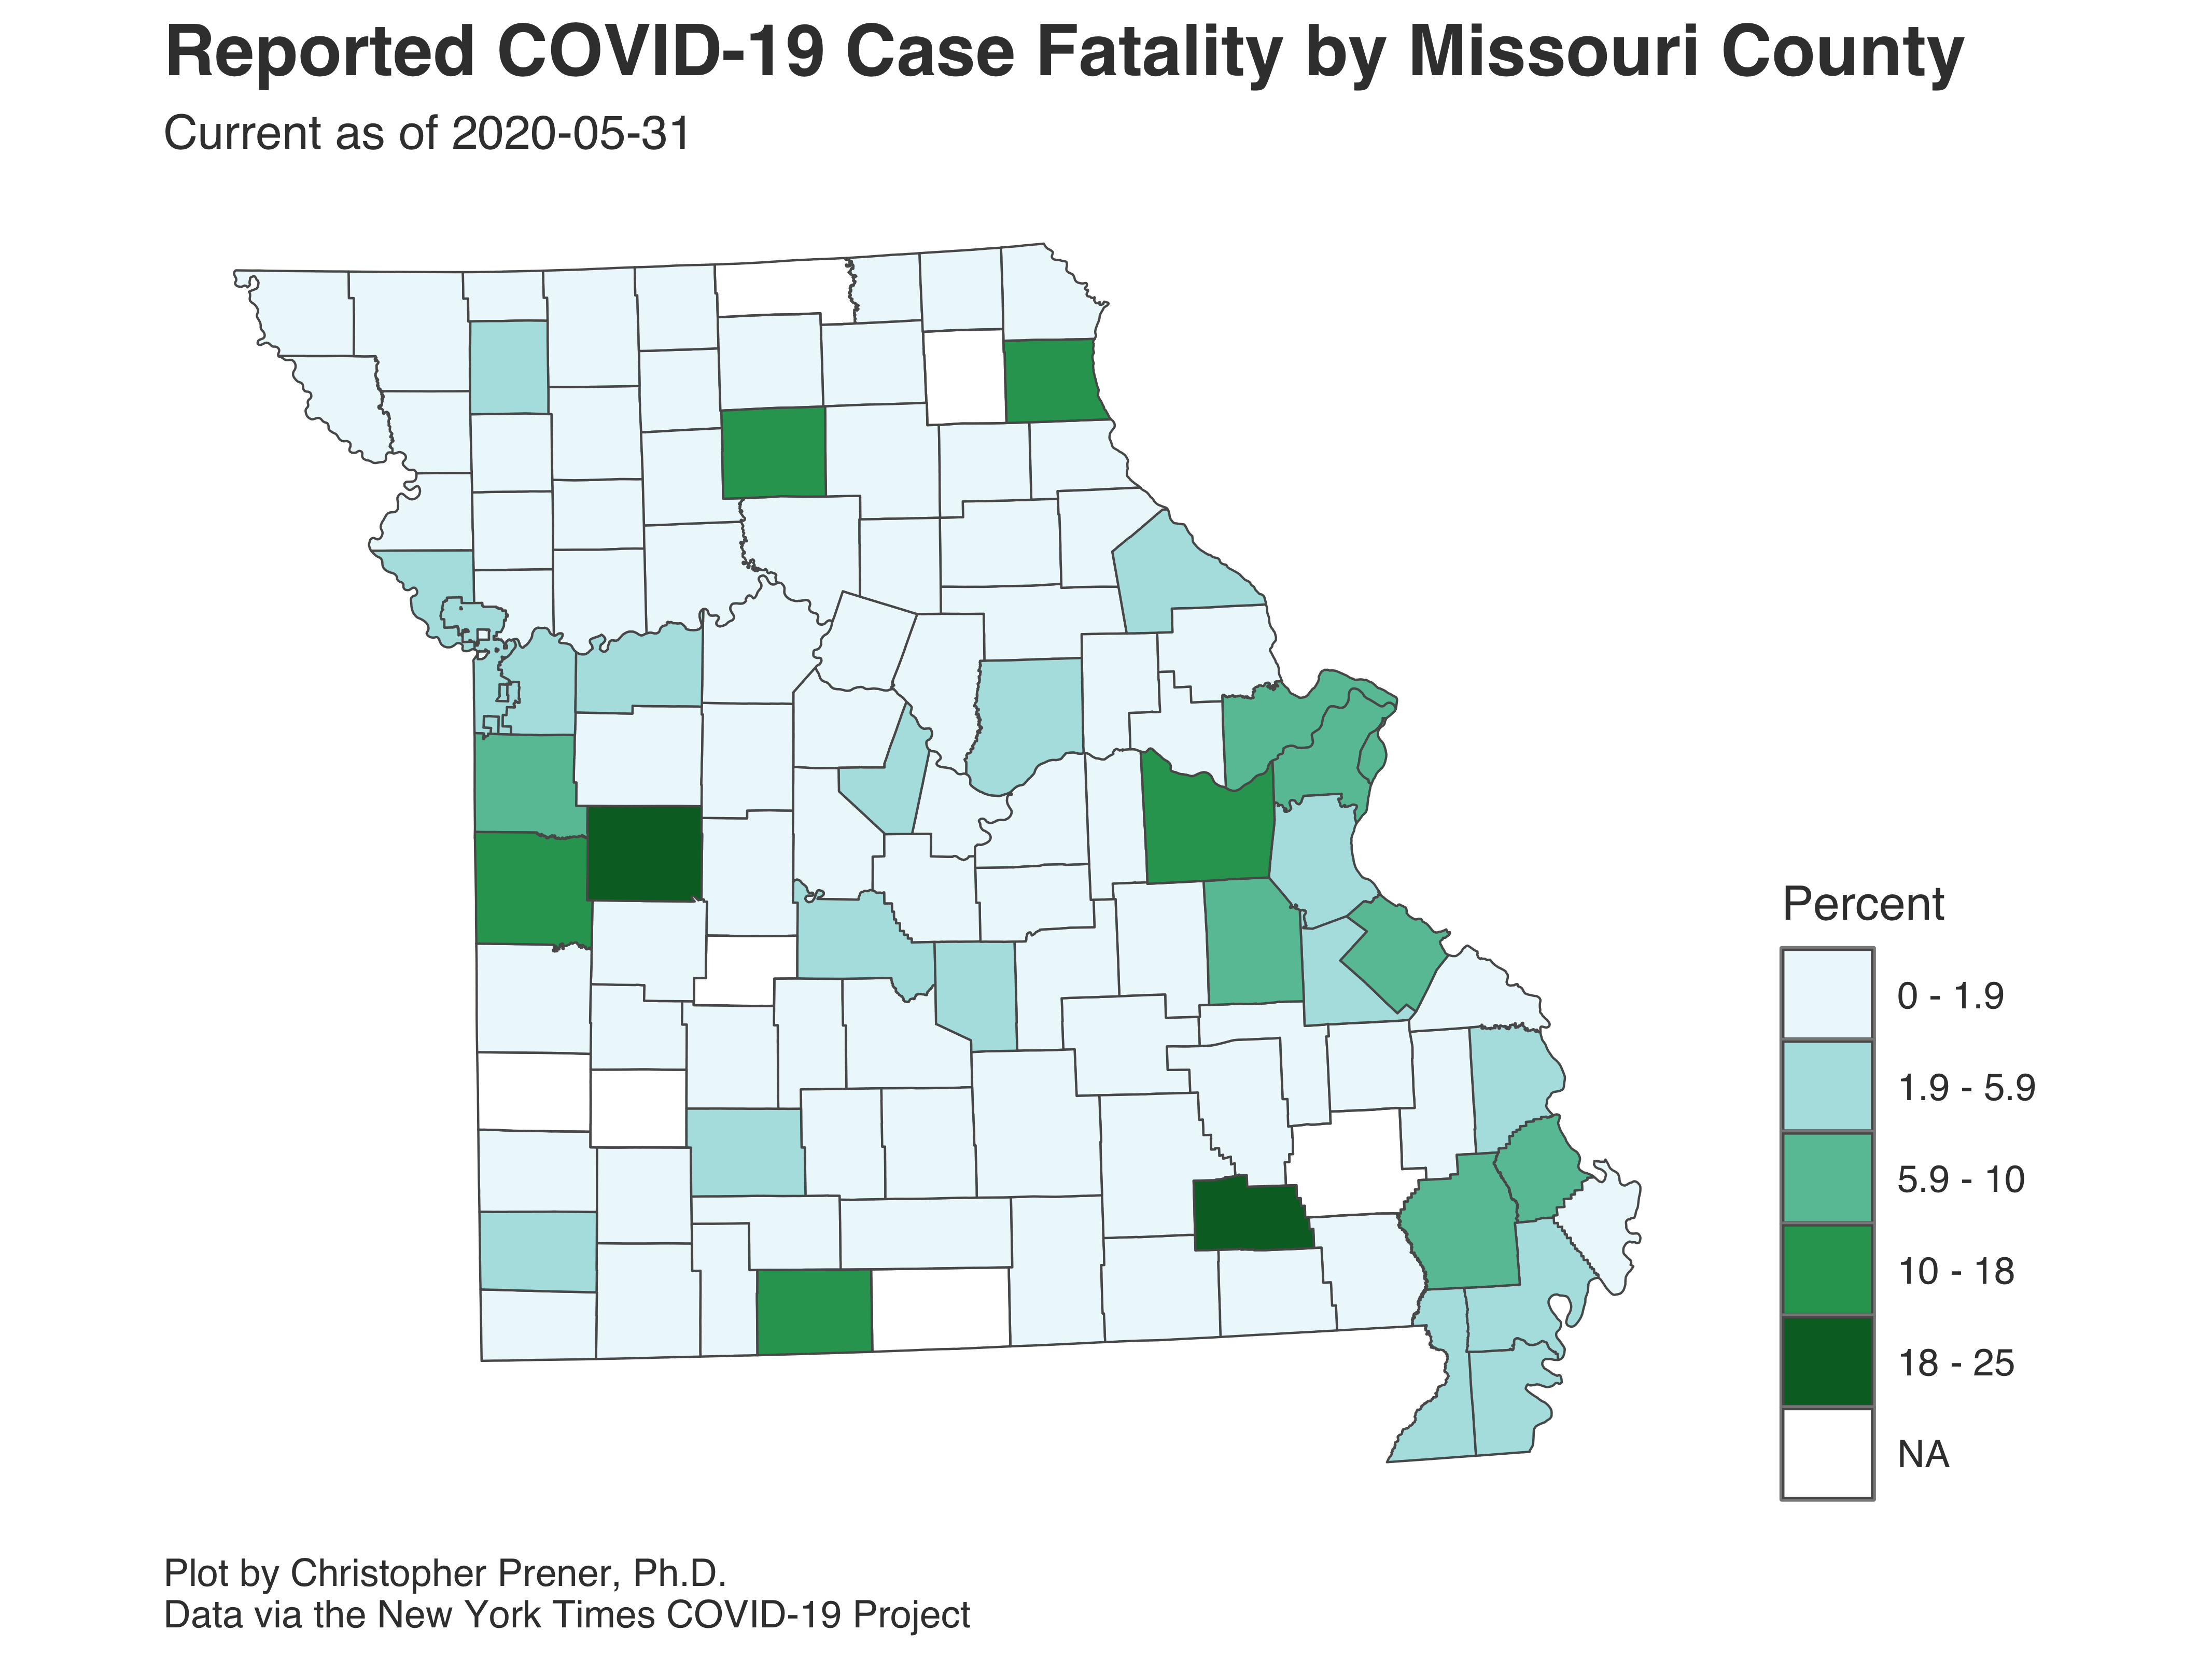 Reported COVID-19 Case Fatality by Missouri County
Current as of 2020-05-31
Percent
0 - 1.9
1.9 - 5.9
5.9 - 10
10 - 18
18 - 25
NA
Plot by Christopher Prener, Ph.D.
Data via the New York Times COVID-19 Project